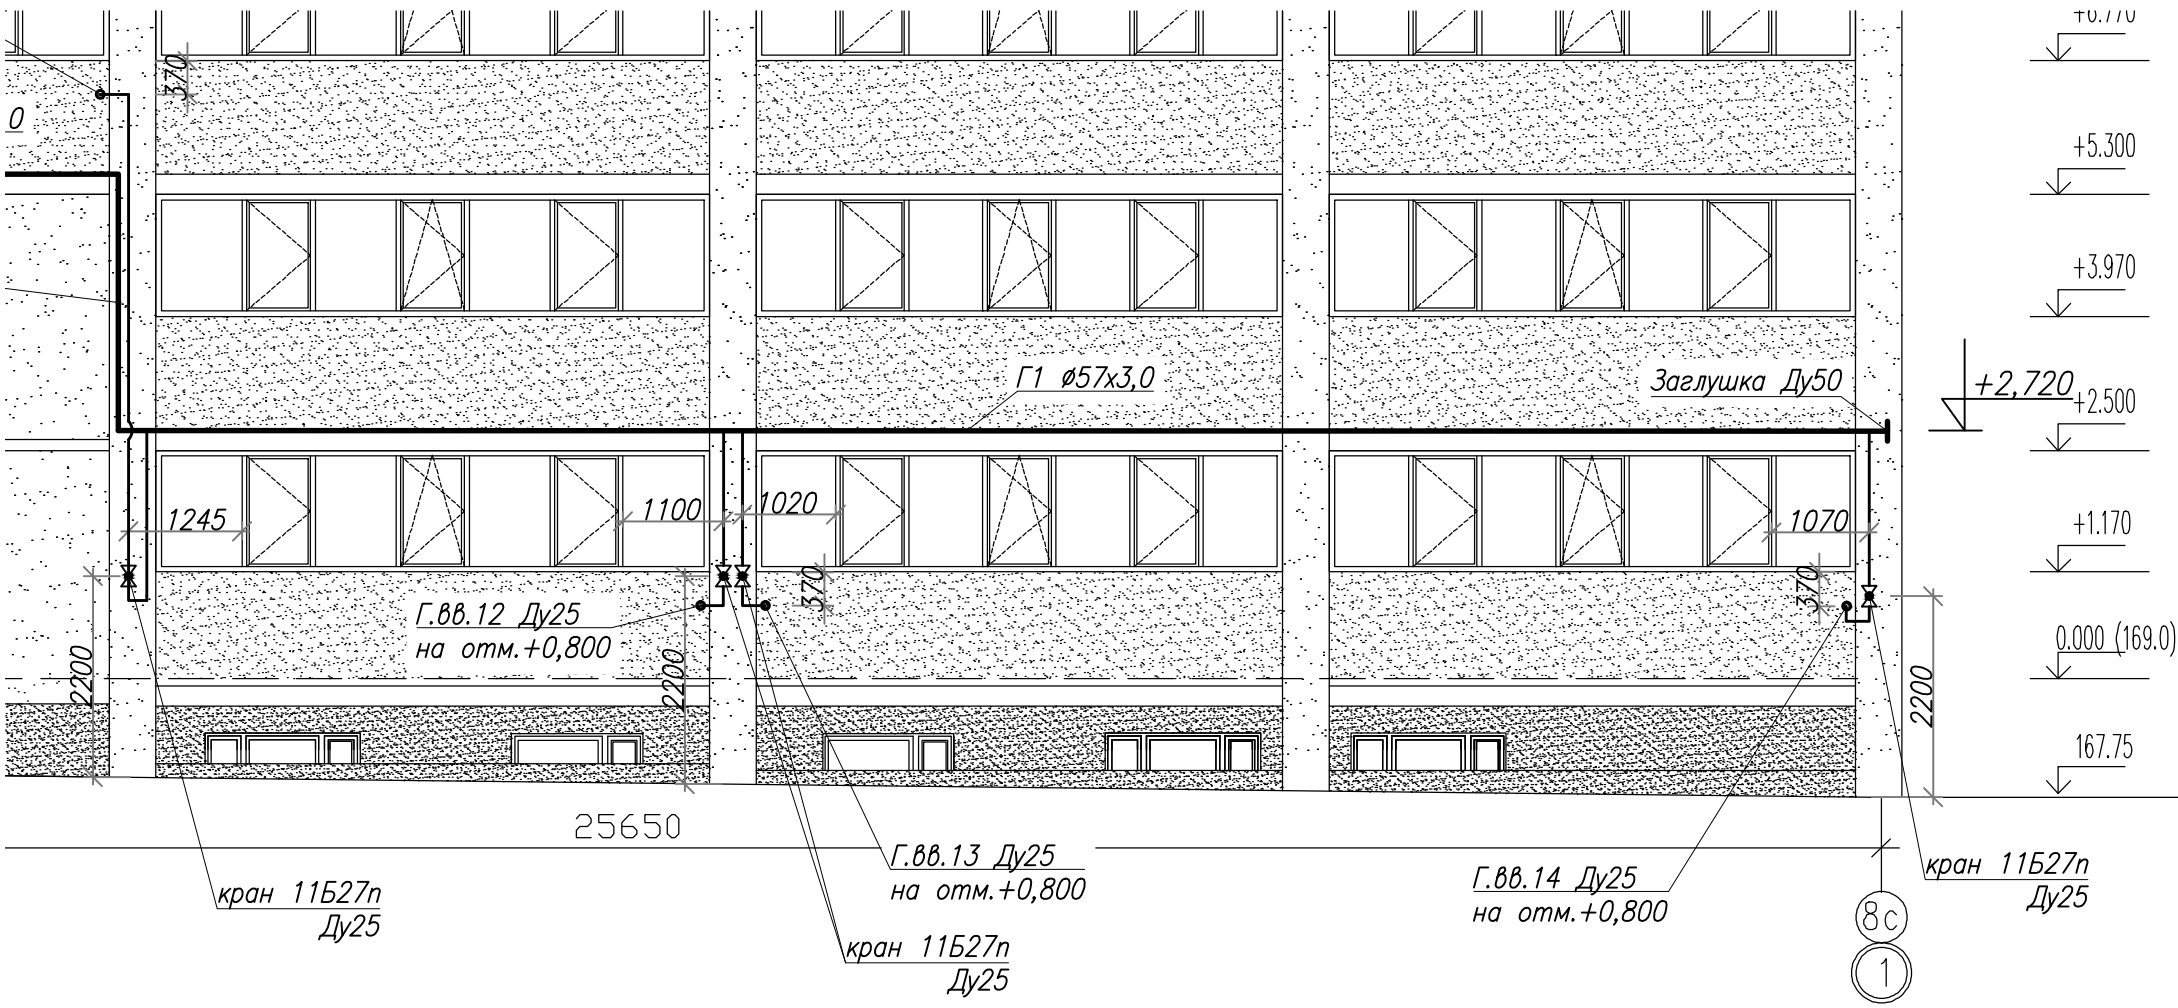 +6.770
370
0
+5.300
+3.970
Г1 ø57х3,0
Заглушка Ду50
+2,720
+2.500
1245
1100
1020
1070
+1.170
370
370
Г.вв.12 Ду25
на отм.+0,800
0.000 (169.0)
2200
2200
2200
167.75
25650
Г.вв.13 Ду25
на отм.+0,800
Г.вв.14 Ду25
на отм.+0,800
кран 11Б27п
Ду25
кран 11Б27п
Ду25
кран 11Б27п
Ду25
8с
1